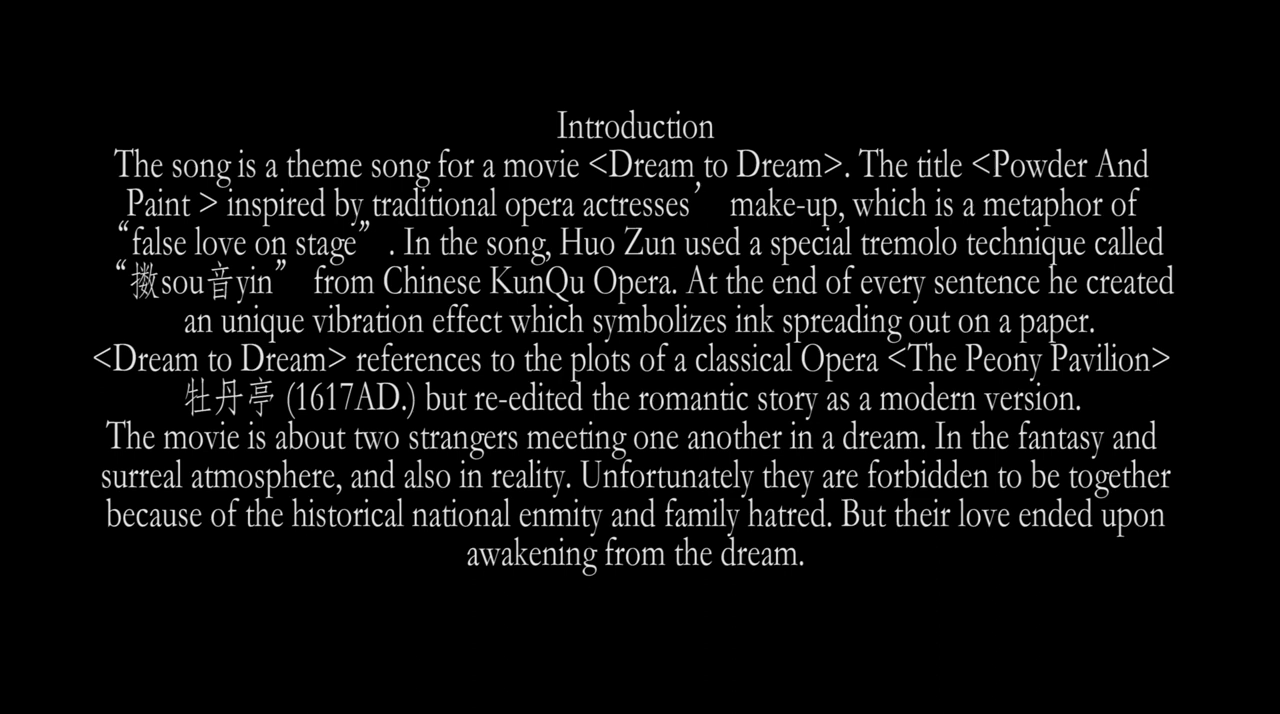 Introduction
The song is a theme song for a movie <Dream to Dream>. The title <Powder And
Paint > inspired by traditional opera actresses’ make-up, which is a metaphor of
“false love on stage” . In the song, Huo Zun used a special tremolo technique called
“擞sou音yin” from Chinese KunQu Opera. At the end of every sentence he created
an unique vibration effect which symbolizes ink spreading out on a paper.
<Dream to Dream> references to the plots of a classical Opera <The Peony Pavilion>
牡丹亭 (1617AD.) but re-edited the romantic story as a modern version.
The movie is about two strangers meeting one another in a dream. In the fantasy and
surreal atmosphere, and also in reality. Unfortunately they are forbidden to be together
because of the historical national enmity and family hatred. But their love ended upon
awakening from the dream.